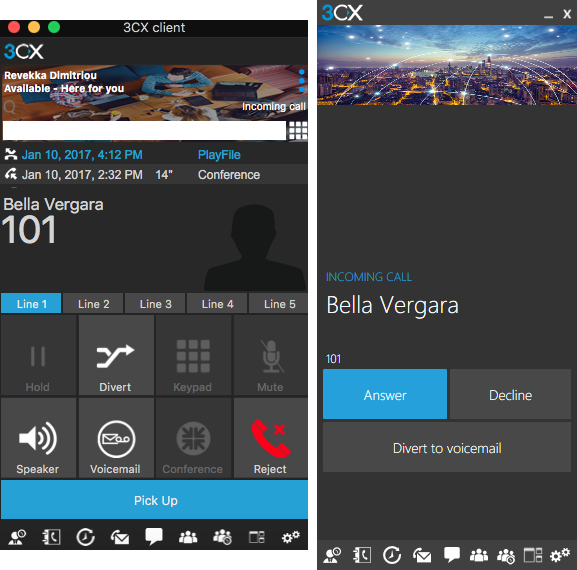 3CX client
3CX
Revekka Dimitriou
Available - Here for you
Incoming call
Jan 10, 2017, 4:12 PM PlayFile
Jan 10, 2017, 2:32 PM 14" Conference
Bella Vergara
101
Line 1 Line 2 Line 3 Line 4 Line 5
Hold Divert Keypad Mute
Speaker Voicemail Conference Reject
Pick Up
3CX
INCOMING CALL
Bella Vergara
101
Answer Decline
Divert to voicemail